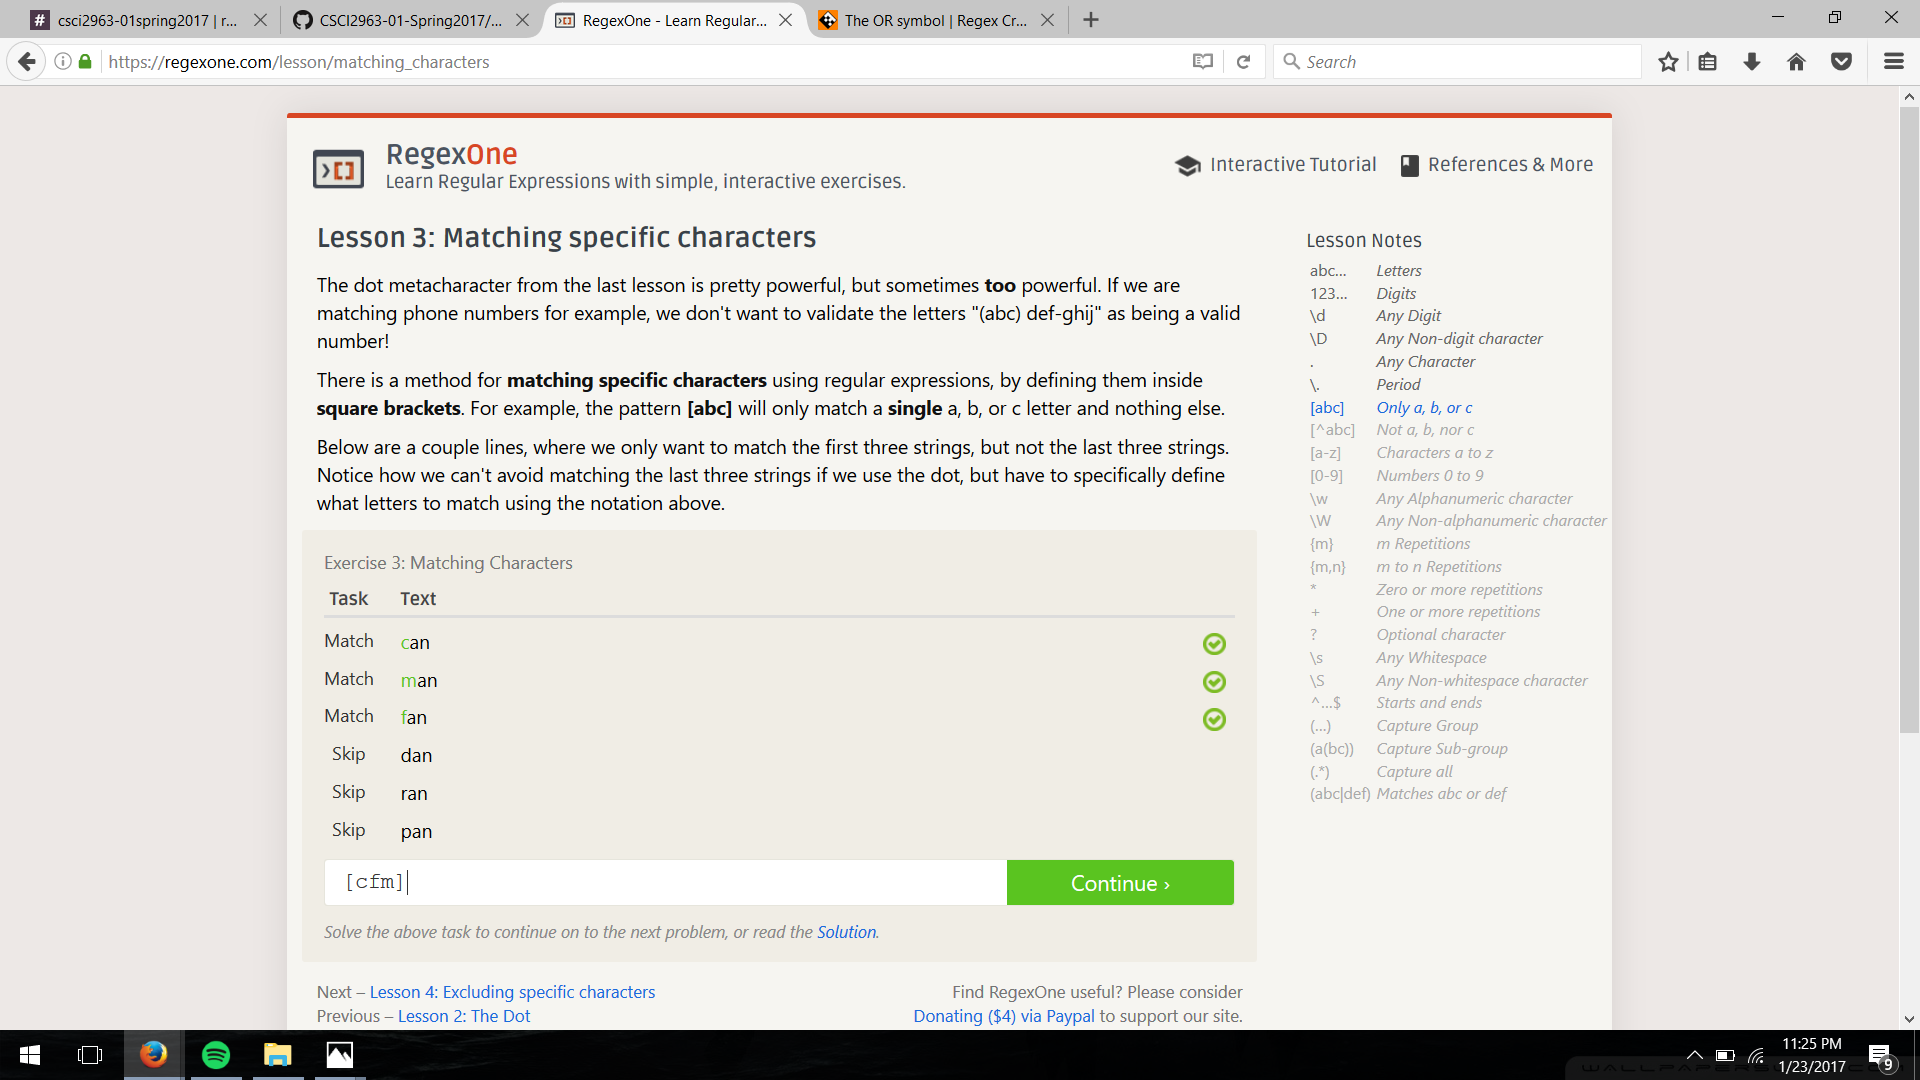 csci2963-01spring2017 | r...
CSCI2963-01-Spring2017/...
RegexOne - Learn Regular...
The OR symbol | Regex Cr...
https://regexone.com/lesson/matching_characters
Search
RegexOne
Learn Regular Expressions with simple, interactive exercises.
Interactive Tutorial
References & More
Lesson 3: Matching specific characters
The dot metacharacter from the last lesson is pretty powerful, but sometimes too powerful. If we are
matching phone numbers for example, we don't want to validate the letters "(abc) def-ghij" as being a valid
number!
There is a method for matching specific characters using regular expressions, by defining them inside
square brackets. For example, the pattern [abc] will only match a single a, b, or c letter and nothing else.
Below are a couple lines, where we only want to match the first three strings, but not the last three strings.
Notice how we can't avoid matching the last three strings if we use the dot, but have to specifically define
what letters to match using the notation above.
Exercise 3: Matching Characters
Task Text
Match can
Match man
Match fan
Skip dan
Skip ran
Skip pan
[cfm]
Continue ›
Solve the above task to continue on to the next problem, or read the Solution.
Next – Lesson 4: Excluding specific characters
Previous – Lesson 2: The Dot
Find RegexOne useful? Please consider
Donating ($4) via Paypal to support our site.
Lesson Notes
abc... Letters
123... Digits
\d Any Digit
\D Any Non-digit character
. Any Character
\. Period
[abc] Only a, b, or c
[^abc] Not a, b, nor c
[a-z] Characters a to z
[0-9] Numbers 0 to 9
\w Any Alphanumeric character
\W Any Non-alphanumeric character
{m} m Repetitions
{m,n} m to n Repetitions
* Zero or more repetitions
+ One or more repetitions
? Optional character
\s Any Whitespace
\S Any Non-whitespace character
^...$ Starts and ends
(...) Capture Group
(a(bc)) Capture Sub-group
(.*) Capture all
(abc|def) Matches abc or def
11:25 PM
1/23/2017
9